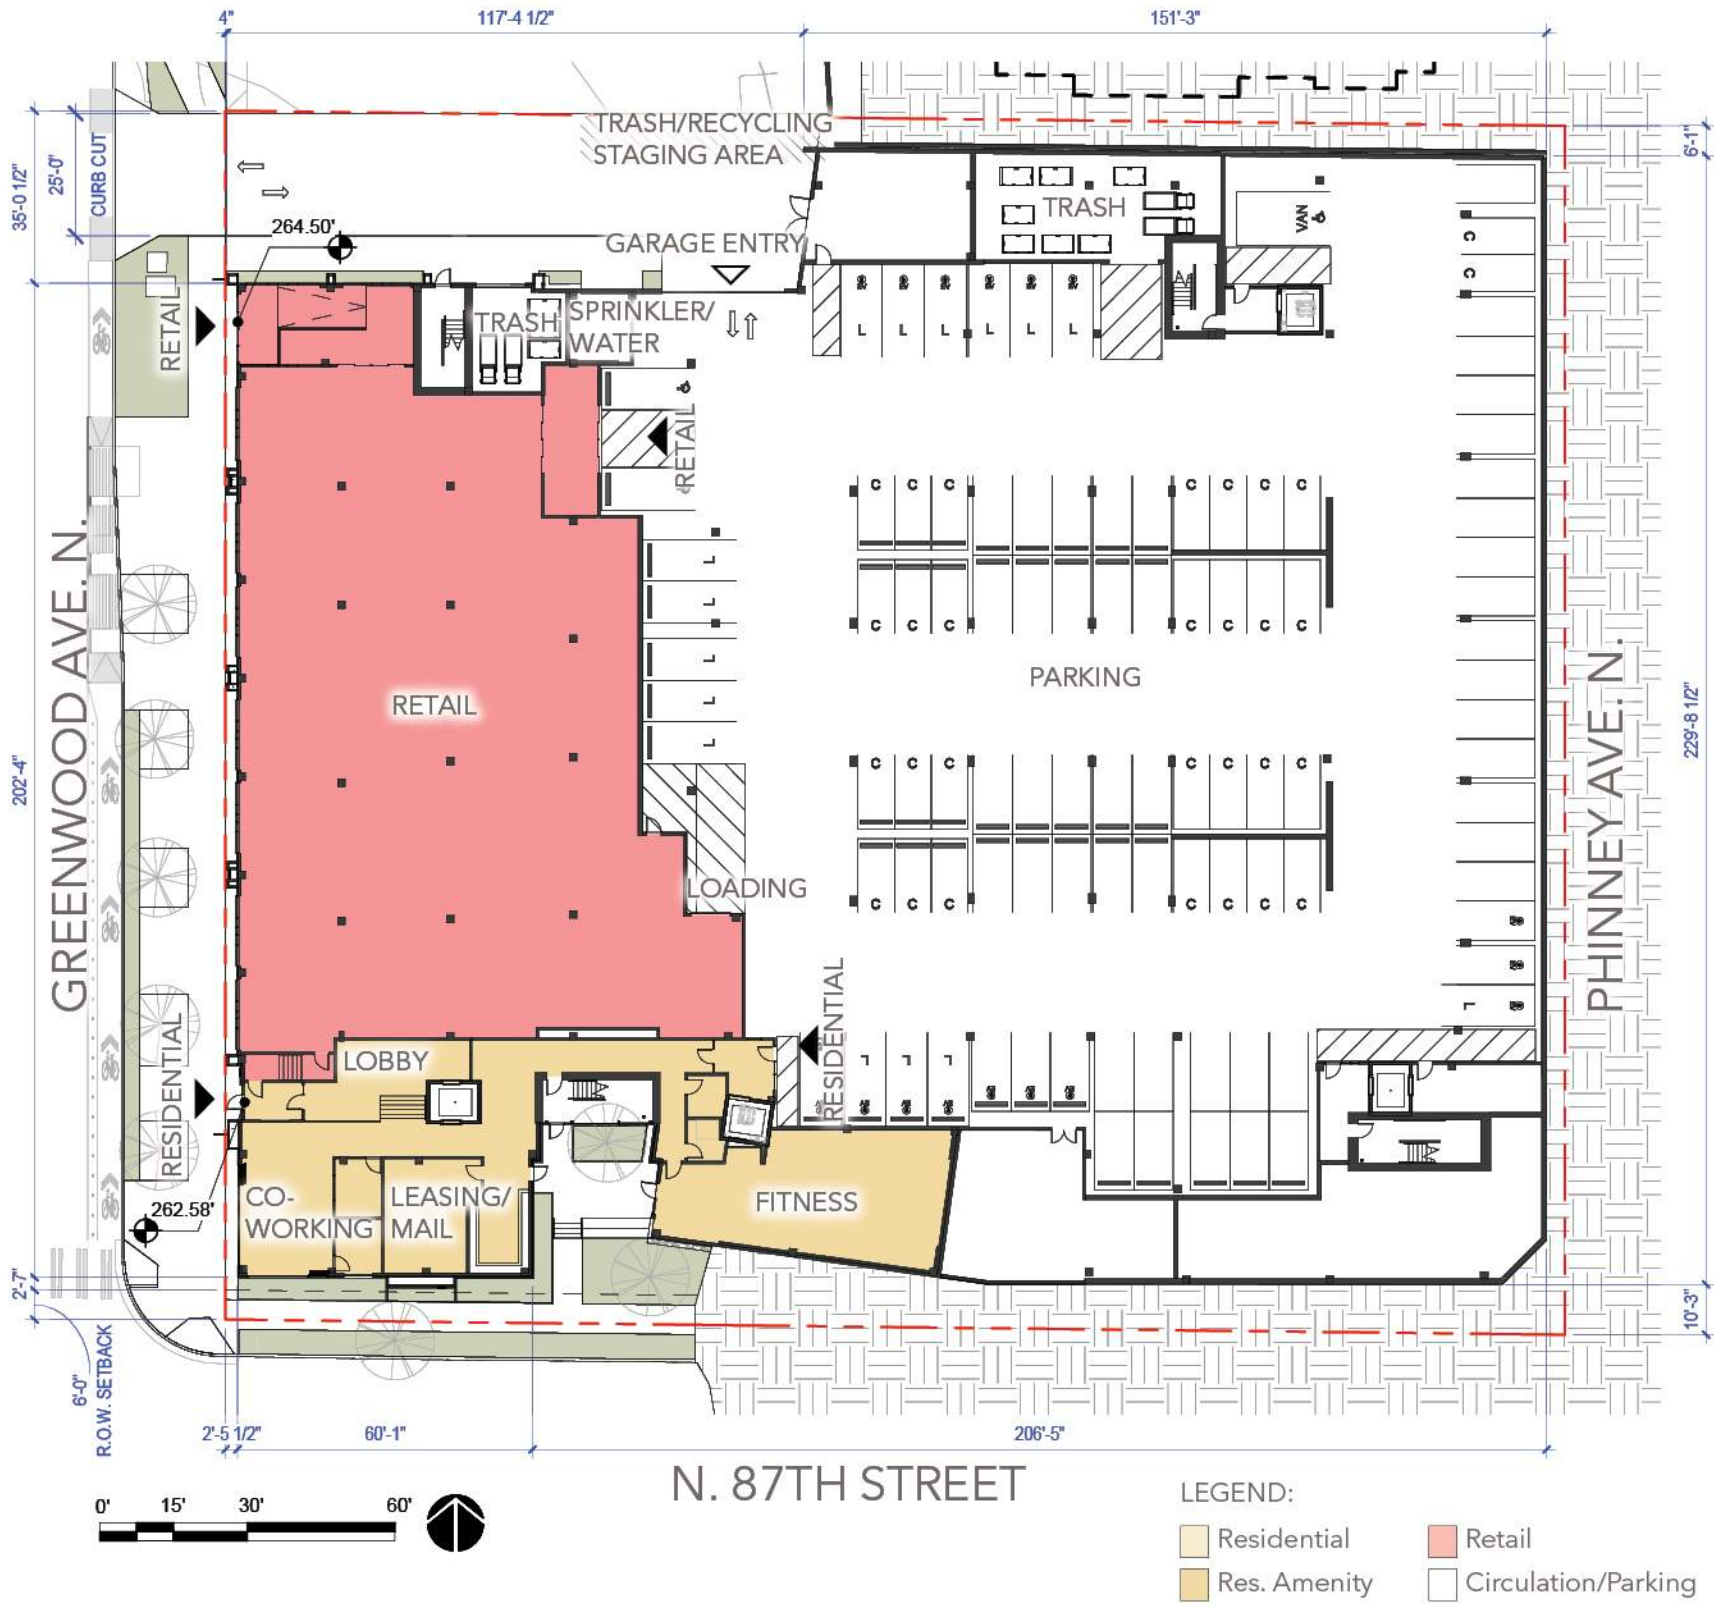 4"
117'-4 1/2"
151'-3"
35'-0 1/2"
25'-0"
CURB CUT
6'-1"
TRASH/RECYCLING
STAGING AREA
264.50'
GARAGE ENTRY
TRASH
VAN
C
C
RETAIL
TRASH
SPRINKLER/
WATER
L L L L L L
RETAIL
C C C C C C C
L
L
L
L
L
C C C C C C C
GREENWOOD AVE. N.
RETAIL
PARKING
PHINNEY AVE. N.
202'-4"
229'-8 1/2"
C C C C C C C
LOADING
C C C C C C C
L
RESIDENTIAL
RESIDENTIAL
LOBBY
L L L
262.58'
CO-
WORKING
LEASING/
MAIL
FITNESS
2'-7"
10'-3"
6'-0"
R.O.W. SETBACK
2'-5 1/2"
60'-1"
206'-5"
N. 87TH STREET
0' 15' 30' 60'
LEGEND:
Residential
Retail
Res. Amenity
Circulation/Parking